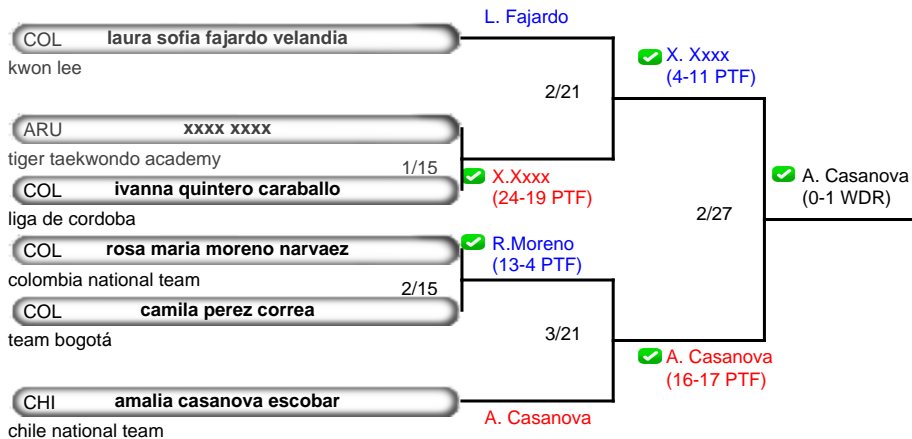 L. Fajardo
COL laura sofia fajardo velandia
kwon lee
X. Xxxx
(4-11 PTF)
2/21
ARU xxxx xxxx
tiger taekwondo academy
1/15
COL ivanna quintero caraballo
liga de cordoba
X.Xxxx
(24-19 PTF)
A. Casanova
(0-1 WDR)
2/27
COL rosa maria moreno narvaez
colombia national team
R.Moreno
(13-4 PTF)
2/15
COL camila perez correa
team bogotá
3/21
A. Casanova
(16-17 PTF)
CHI amalia casanova escobar
chile national team
A. Casanova